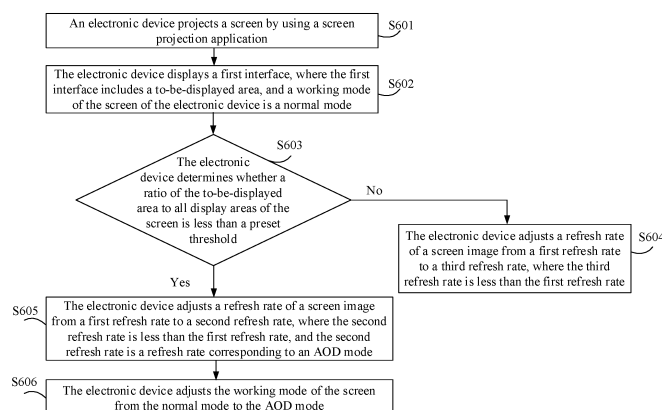 An electronic device projects a screen by using a screen
projection application
S601
The electronic device displays a first interface, where the first
interface includes a to-be-displayed area, and a working mode
of the screen of the electronic device is a normal mode
S602
S603
The electronic
device determines whether a
ratio of the to-be-displayed
area to all display areas of the
screen is less than a preset
threshold
No
Yes
The electronic device adjusts a refresh rate
of a screen image from a first refresh rate
to a third refresh rate, where the third
refresh rate is less than the first refresh rate
S604
S605
The electronic device adjusts a refresh rate of a screen image
from a first refresh rate to a second refresh rate, where the second
refresh rate is less than the first refresh rate, and the second
refresh rate is a refresh rate corresponding to an AOD mode
S606
The electronic device adjusts the working mode of the screen
from the normal mode to the AOD mode